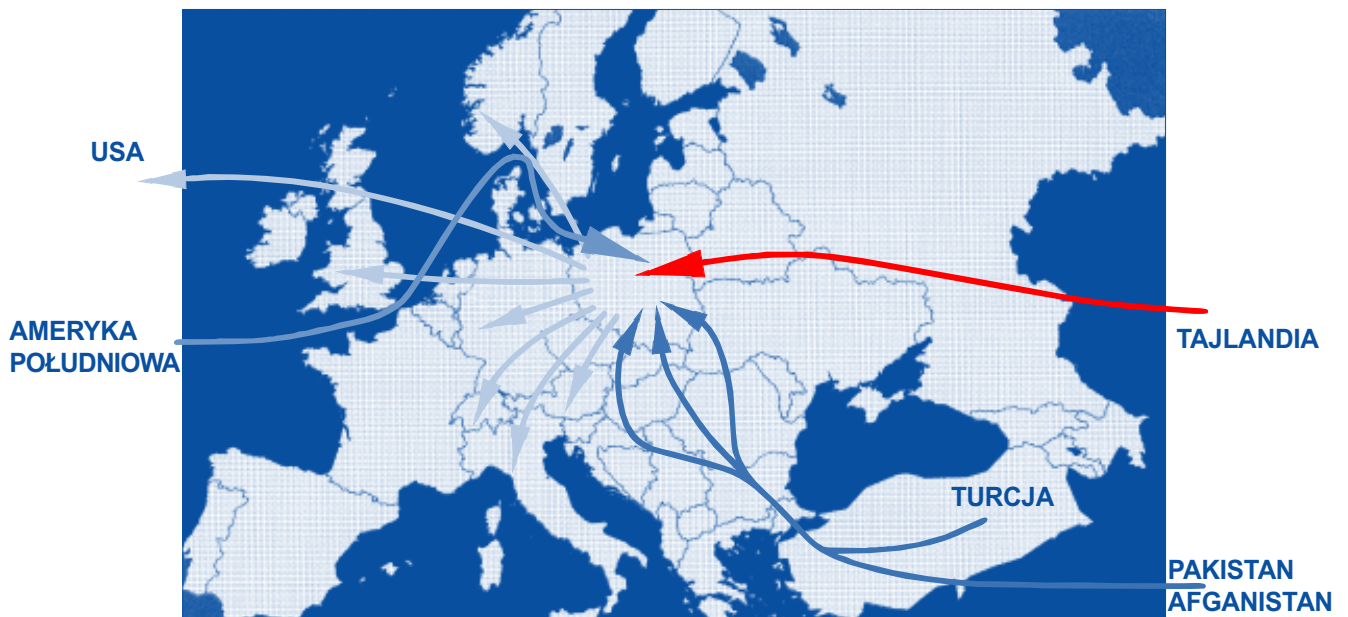 USA
AMERYKA
POŁUDNIOWA
TAJLANDIA
TURCJA
PAKISTAN
AFGANISTAN